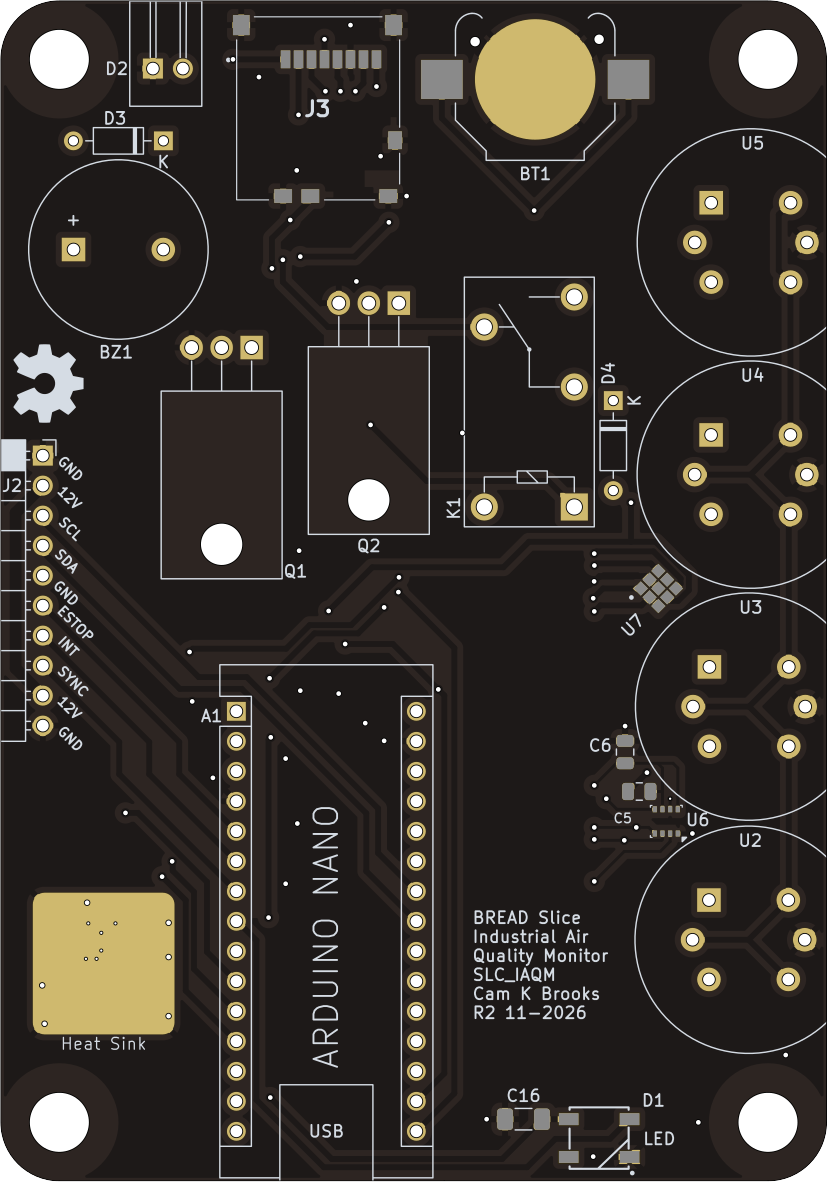 D2
J3
D3
K
BT1
U5
+
BZ1
D4
K
U4
J2
GND
12V
SCL
SDA
GND
ESTOP
INT
SYNC
12V
GND
K1
Q2
Q1
U7
U3
A1
C6
C5
U6
U2
ARDUINO NANO
BREAD Slice
Industrial Air
Quality Monitor
SLC_IAQM
Cam K Brooks
R2 11-2026
Heat Sink
C16
D1
USB
LED